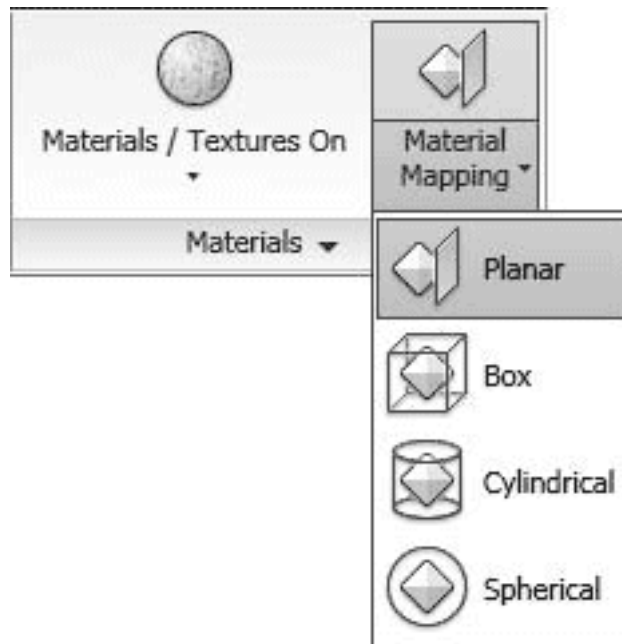 Materials / Textures On
Material
Mapping
Materials
Planar
Box
Cylindrical
Spherical